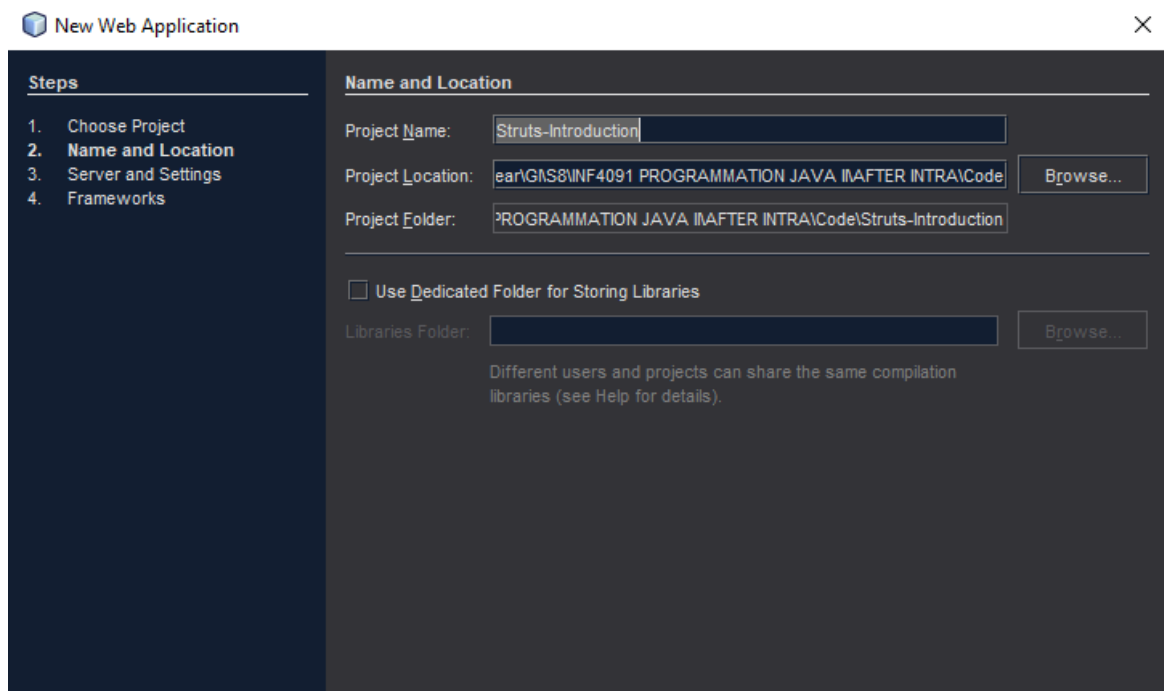 New Web Application
Steps
1. Choose Project
2. Name and Location
3. Server and Settings
4. Frameworks
Name and Location
Project Name: Struts-Introduction
Project Location: ear\GI\S8\INF4091 PROGRAMMATION JAVA II\AFTER INTRA\Code Browse...
Project Folder: PROGRAMMATION JAVA II\AFTER INTRA\Code\Struts-Introduction
Use Dedicated Folder for Storing Libraries
Libraries Folder: Browse...
Different users and projects can share the same compilation
libraries (see Help for details).